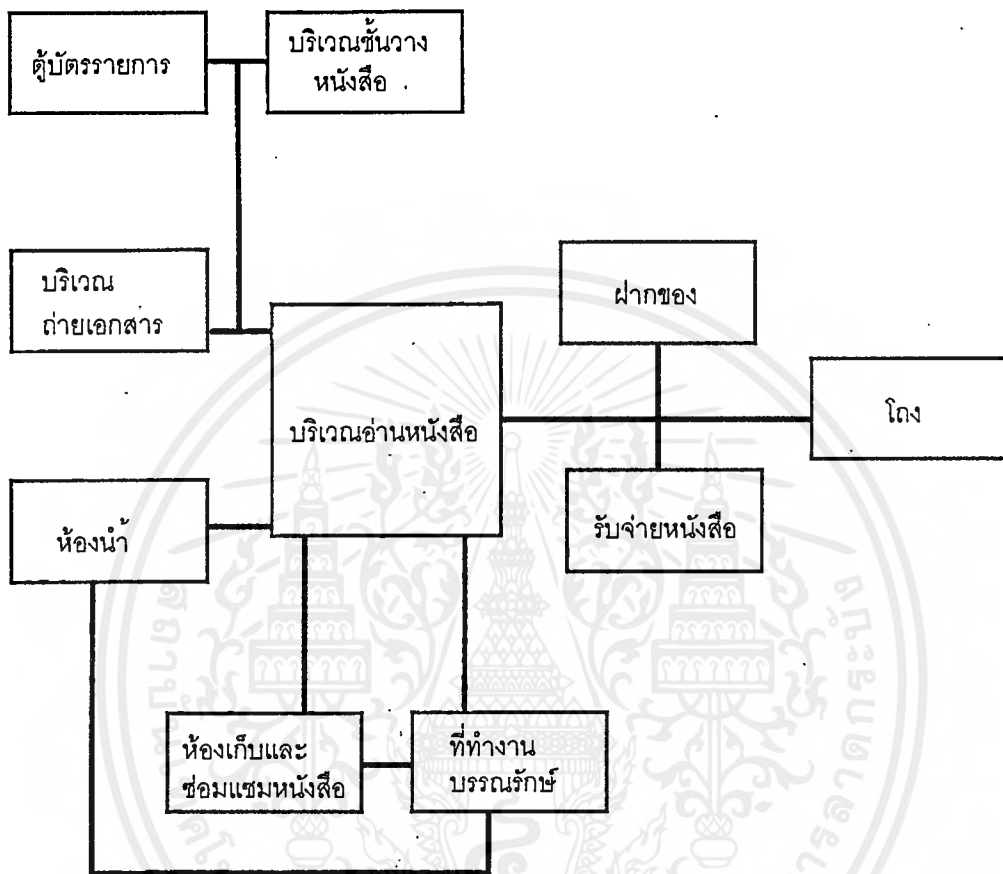 ตู้บัตรรายการ
บริเวณชั้นวาง
หนังสือ
บริเวณ
ถ่ายเอกสาร
ฝากของ
บริเวณอ่านหนังสือ
โถง
ห้องน้ำ
รับจ่ายหนังสือ
ห้องเก็บและ
ซ่อมแซมหนังสือ
ที่ทำงาน
บรรณรักษ์